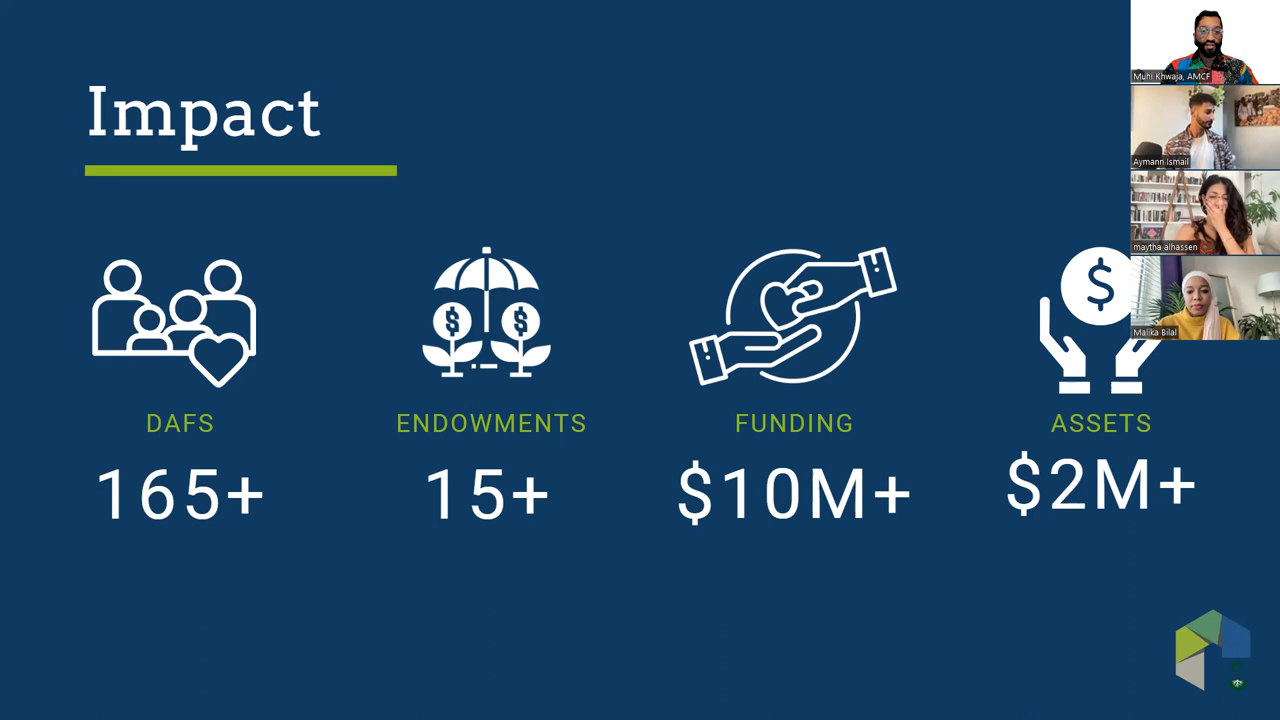 Impact
DAFS
165+
ENDOWMENTS
15+
FUNDING
$10M+
ASSETS
$2M+
Muhi Khwaja, AMCF
Aymann Ismail
maytha alhassen
Malika Bilal